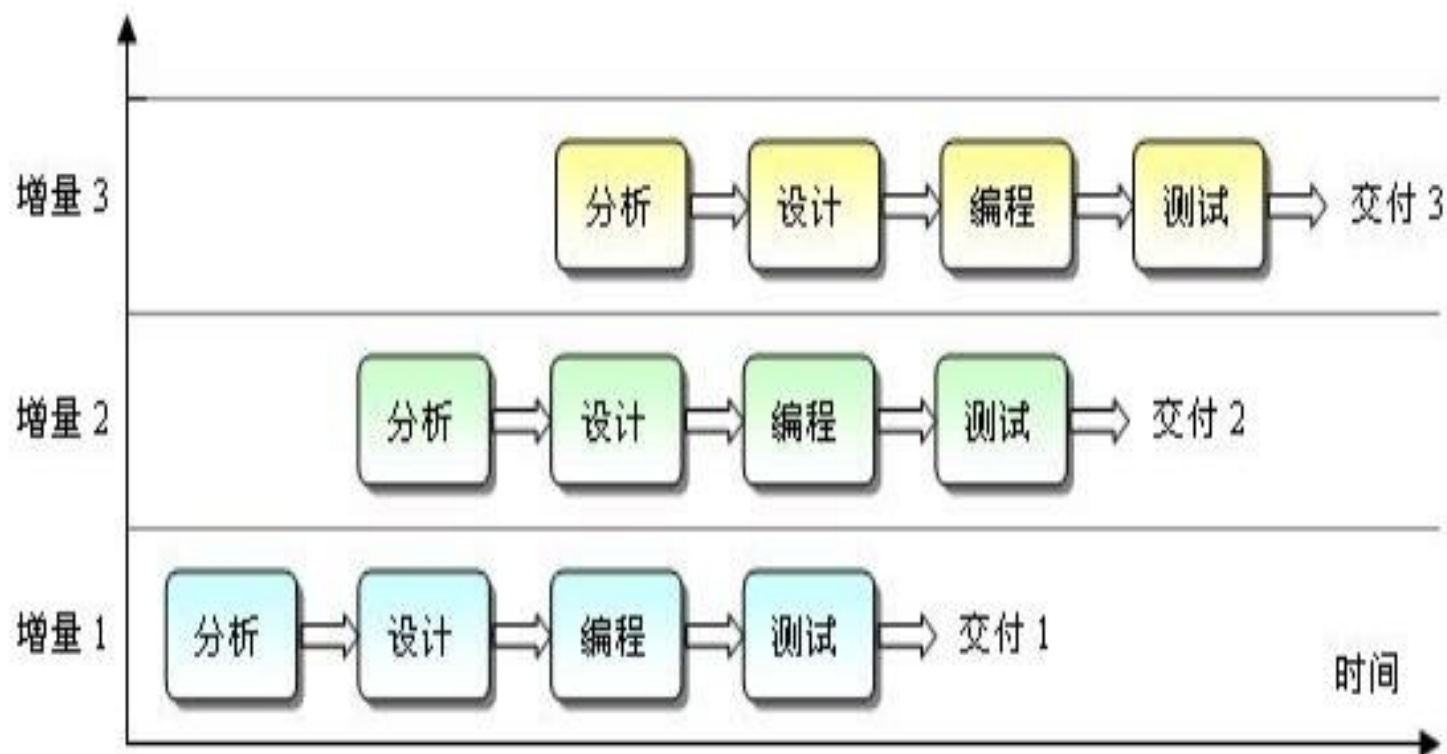 增量 3
分析
设计
编程
测试
交付 3
增量 2
分析
设计
编程
测试
交付 2
增量 1
分析
设计
编程
测试
交付 1
时间